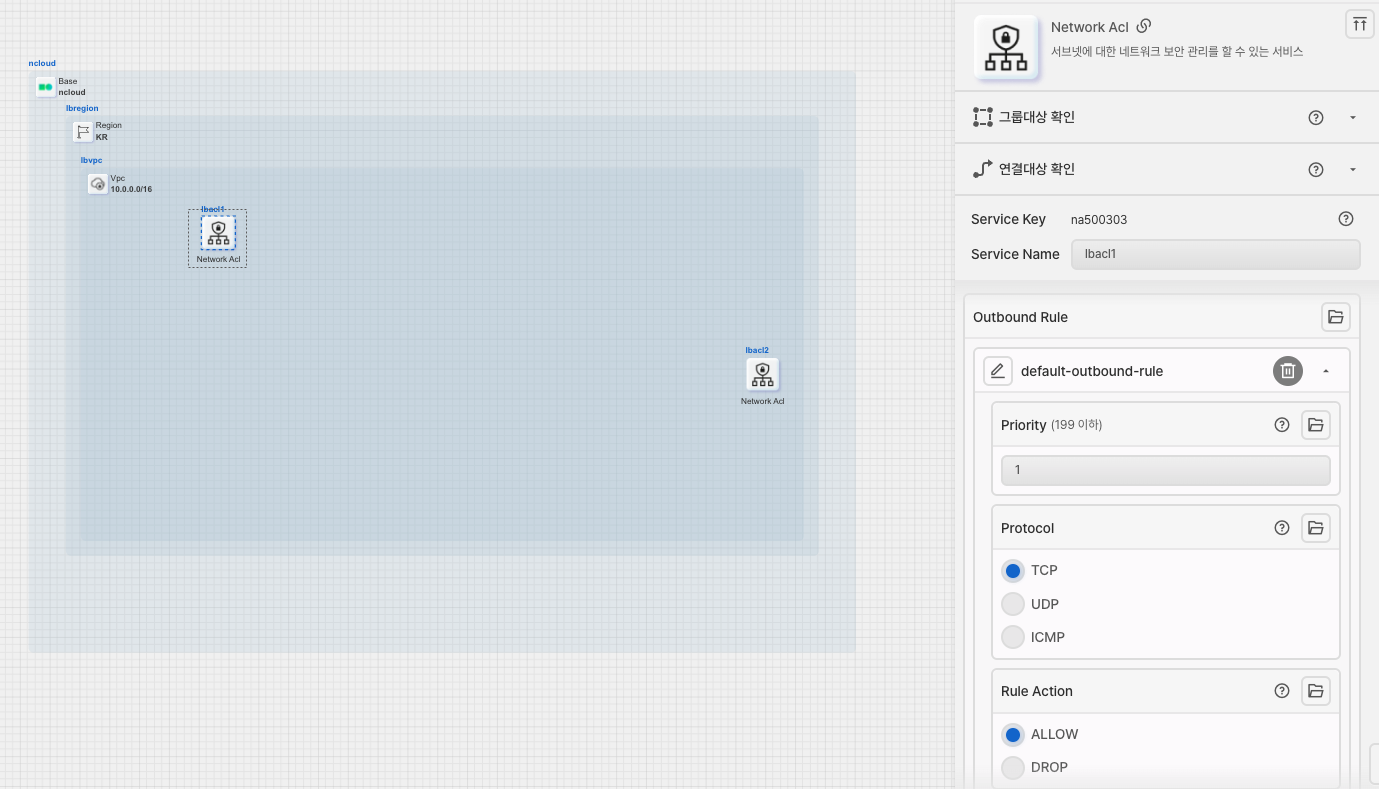 ncloud
Base
ncloud
lbregion
Region
KR
lbvpc
Vpc
10.0.0.0/16
lbacl1
Network Acl
lbacl2
Network Acl
Network Acl
서브넷에 대한 네트워크 보안 관리를 할 수 있는 서비스
그룹대상 확인
연결대상 확인
Service Key na500303
Service Name lbacl1
Outbound Rule
default-outbound-rule
Priority (199 이하)
1
Protocol
TCP
UDP
ICMP
Rule Action
ALLOW
DROP